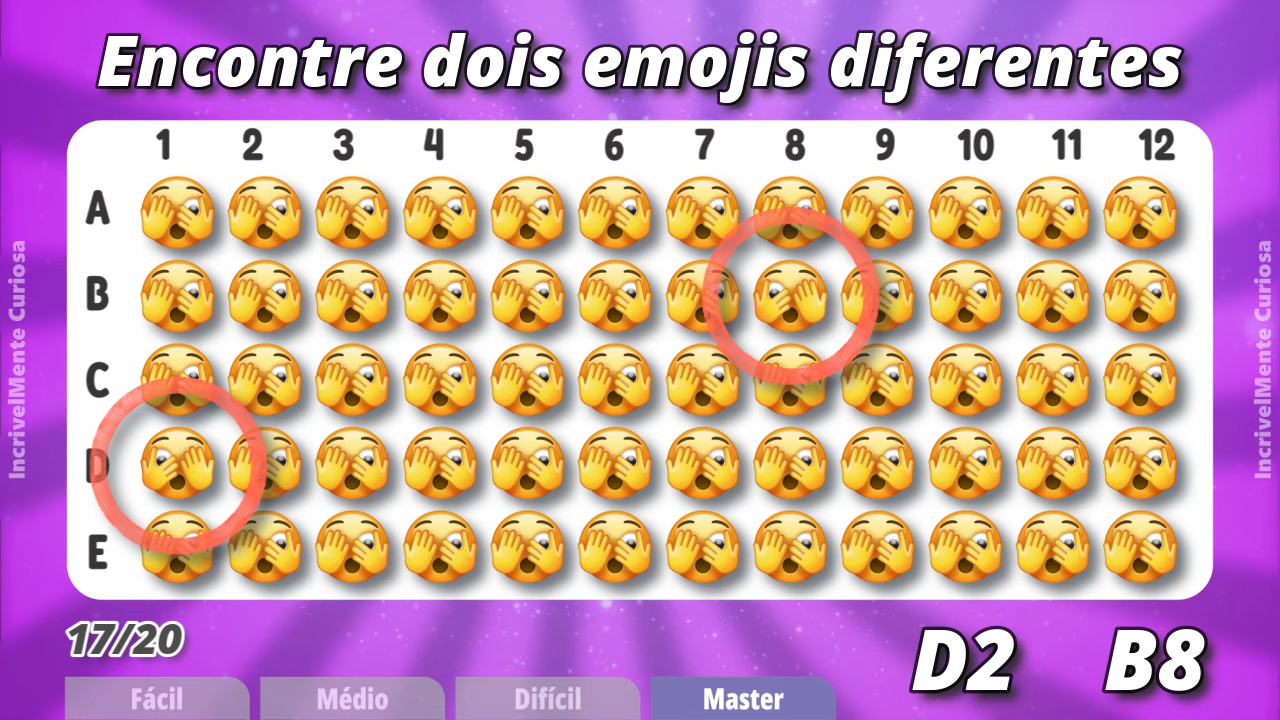 Encontre dois emojis diferentes
1 2 3 4 5 6 7 8 9 10 11 12
A
B
C
D
E
IncrivelMente Curiosa
IncrivelMente Curiosa
17/20
D2 B8
Fácil Médio Difícil Master